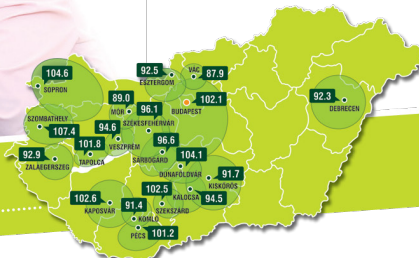 104.6
SOPRON
92.5
ESZTERGOM
VÁC
87.9
89.0
MÓR
96.1
SZÉKESFEHÉRVÁR
102.1
BUDAPEST
92.3
DEBRECEN
SZOMBATHELY
107.4
94.6
VESZPRÉM
101.8
TAPOLCA
92.9
ZALAEGERSZEG
96.6
SÁRBOGÁRD
104.1
DUNAFÖLDVÁR
91.7
KISKŐRÖS
KALOCSA
94.5
102.6
KAPOSVÁR
91.4
KOMLÓ
102.5
SZEKSZÁRD
PÉCS
101.2